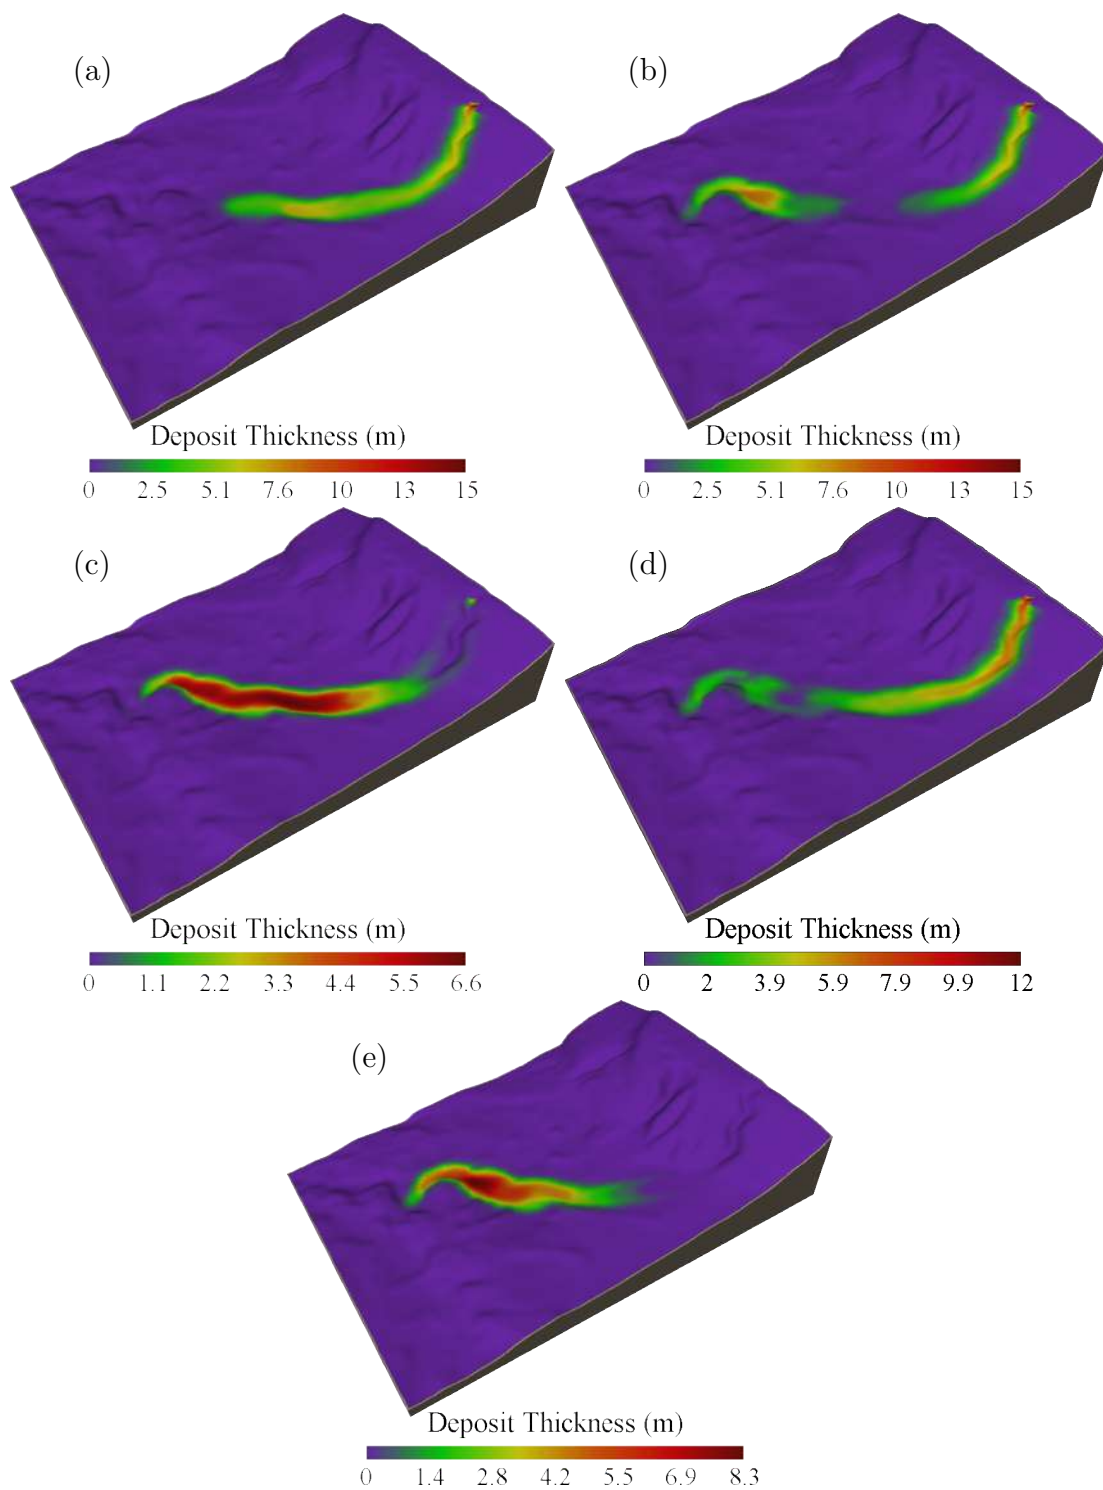 (a) (b)
Deposit Thickness (m) Deposit Thickness (m)
0 2.5 5.1 7.6 10 13 15 0 2.5 5.1 7.6 10 13 15
(c) (d)
Deposit Thickness (m) Deposit Thickness (m)
0 1.1 2.2 3.3 4.4 5.5 6.6 0 2 3.9 5.9 7.9 9.9 12
(e)
Deposit Thickness (m)
0 1.4 2.8 4.2 5.5 6.9 8.3